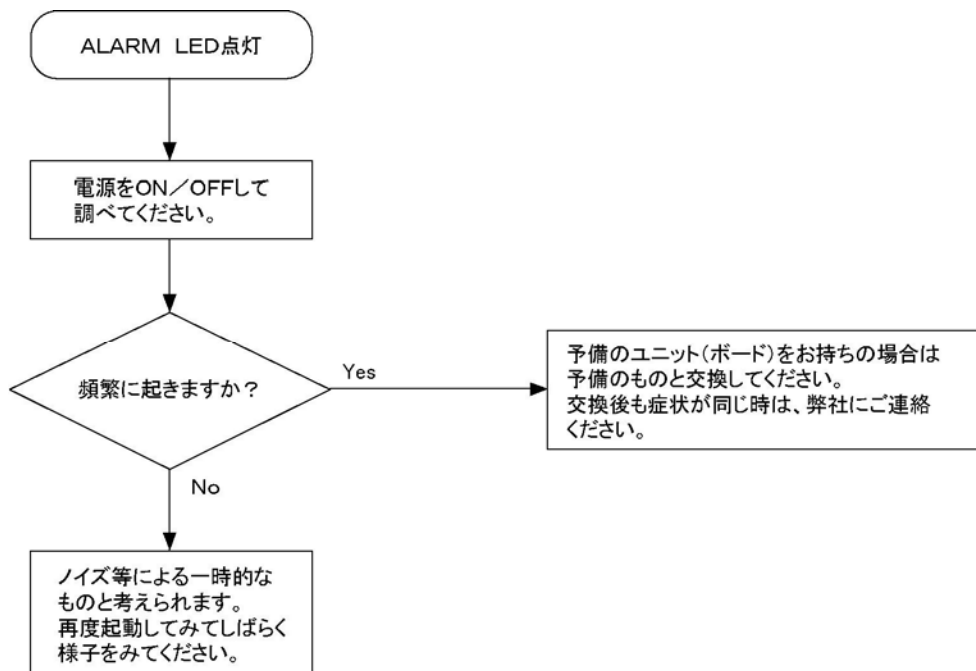 ALARM LED点灯
電源をON／OFFして
調べてください。
頻繁に起きますか？
Yes
予備のユニット(ボード)をお持ちの場合は
予備のものと交換してください。
交換後も症状が同じ時は、弊社にご連絡
ください。
No
ノイズ等による一時的な
ものと考えられます。
再度起動してみてしばらく
様子をみてください。